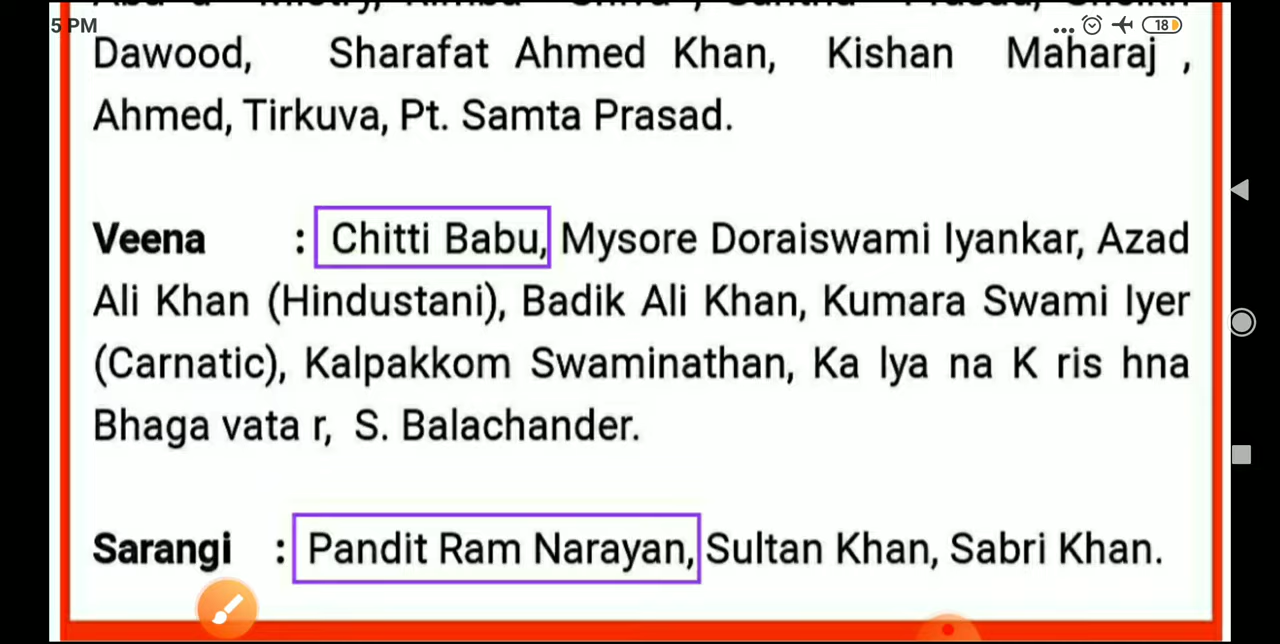 5 PM
... 18
Dawood, Sharafat Ahmed Khan, Kishan Maharaj ,
Ahmed, Tirkuva, Pt. Samta Prasad.
Veena : Chitti Babu, Mysore Doraiswami Iyankar, Azad
Ali Khan (Hindustani), Badik Ali Khan, Kumara Swami Iyer
(Carnatic), Kalpakkom Swaminathan, Ka lya na K ris hna
Bhaga vata r, S. Balachander.
Sarangi : Pandit Ram Narayan, Sultan Khan, Sabri Khan.